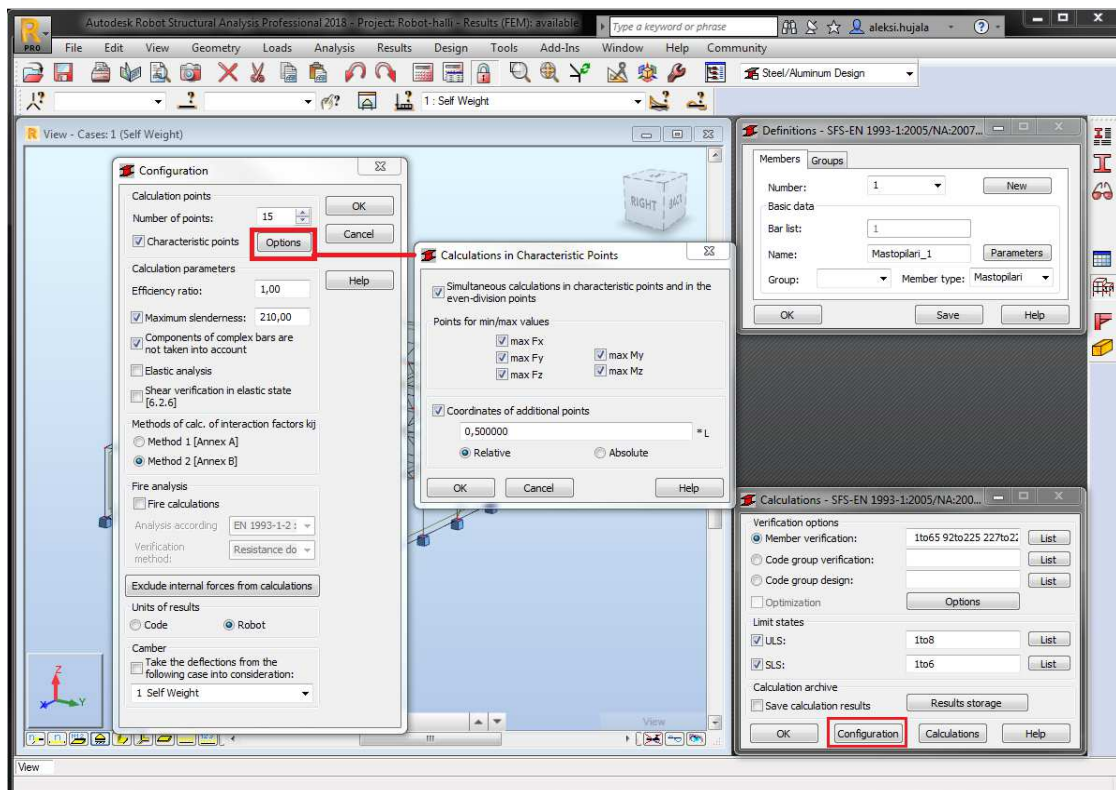 Autodesk Robot Structural Analysis Professional 2018 - Project: Robot-halli - Results (FEM): available
Type a keyword or phrase
aleksi.hujala
PRO
File Edit View Geometry Loads Analysis Results Design Tools Add-Ins Window Help Community
Steel/Aluminum Design
1 : Self Weight
View - Cases: 1 (Self Weight)
RIGHT
Configuration
Calculation points
Number of points: 15
Characteristic points Options
OK
Cancel
Help
Calculation parameters
Efficiency ratio: 1,00
Maximum slenderness: 210,00
Components of complex bars are
not taken into account
Elastic analysis
Shear verification in elastic state
[6.2.6]
Methods of calc. of interaction factors kij
Method 1 [Annex A]
Method 2 [Annex B]
Fire analysis
Fire calculations
Analysis according EN 1993-1-2 :
Verification
method:
Resistance do
Exclude internal forces from calculations
Units of results
Code Robot
Camber
Take the deflections from the
following case into consideration:
1 Self Weight
Calculations in Characteristic Points
Simultaneous calculations in characteristic points and in the
even-division points
Points for min/max values
max Fx
max Fy max My
max Fz max Mz
Coordinates of additional points
0,500000 * L
Relative Absolute
OK Cancel Help
Definitions - SFS-EN 1993-1:2005/NA:2007...
Members Groups
Number: 1 New
Basic data
Bar list: 1
Name: Mastopilari_1 Parameters
Group: Member type: Mastopilari
OK Save Help
Calculations - SFS-EN 1993-1:2005/NA:200...
Verification options
Member verification: 1to65 92to225 227to22 List
Code group verification: List
Code group design: List
Optimization Options
Limit states
ULS: 1to8 List
SLS: 1to6 List
Calculation archive
Save calculation results Results storage
OK Configuration Calculations Help
Z
X
Y
View
View